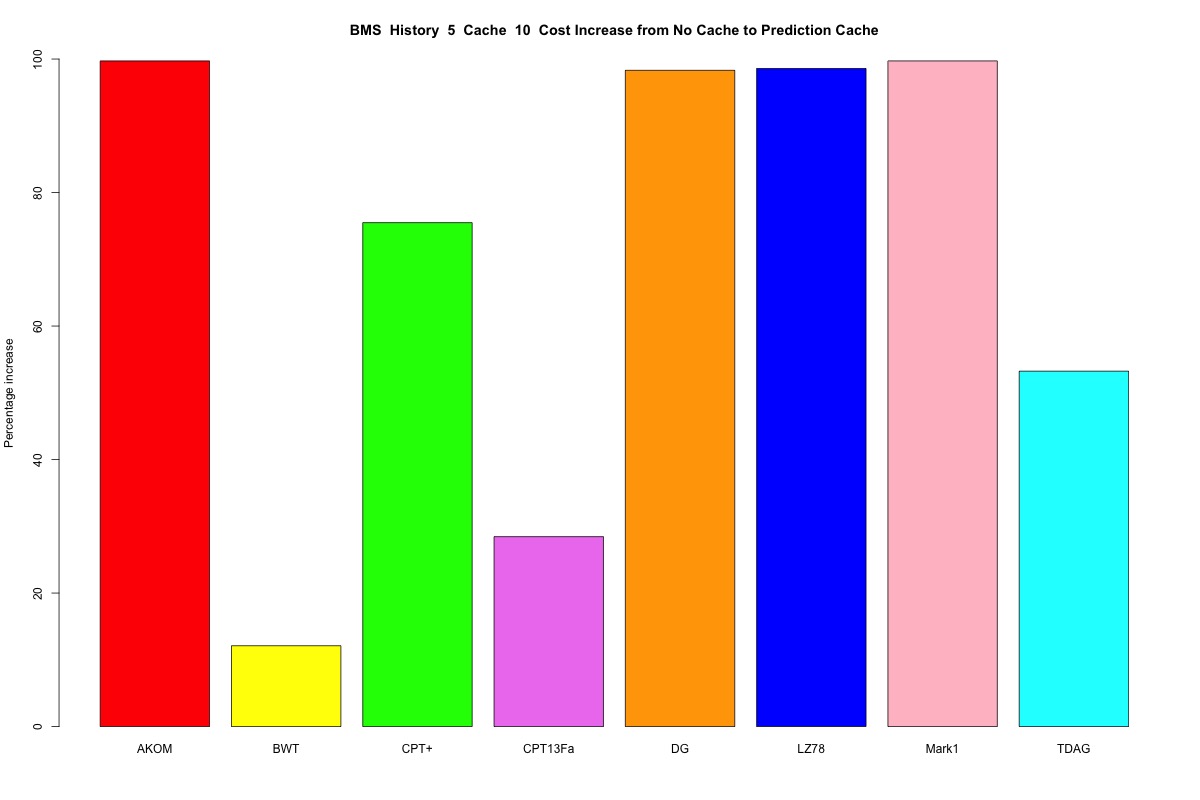 BMS History 5 Cache 10 Cost Increase from No Cache to Prediction Cache
Percentage increase
100
80
60
40
20
0
AKOM BWT CPT+ CPT13Fa DG LZ78 Mark1 TDAG